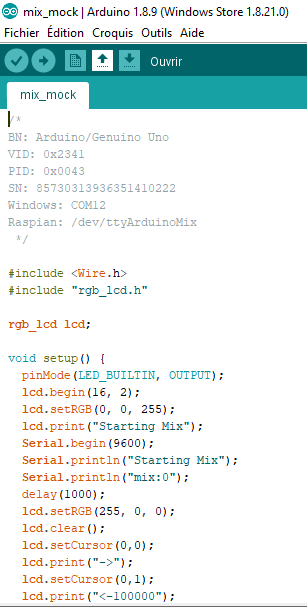 mix_mock | Arduino 1.8.9 (Windows Store 1.8.21.0)
Fichier Édition Croquis Outils Aide
Ouvrir
mix_mock
/*
BN: Arduino/Genuino Uno
VID: 0x2341
PID: 0x0043
SN: 85730313936351410222
Windows: COM12
Raspian: /dev/ttyArduinoMix
*/
#include <Wire.h>
#include "rgb_lcd.h"
rgb_lcd lcd;
void setup() {
pinMode(LED_BUILTIN, OUTPUT);
lcd.begin(16, 2);
lcd.setRGB(0, 0, 255);
lcd.print("Starting Mix");
Serial.begin(9600);
Serial.println("Starting Mix");
Serial.println("mix:0");
delay(1000);
lcd.setRGB(255, 0, 0);
lcd.clear();
lcd.setCursor(0,0);
lcd.print("->");
lcd.setCursor(0,1);
lcd.print("<-100000");